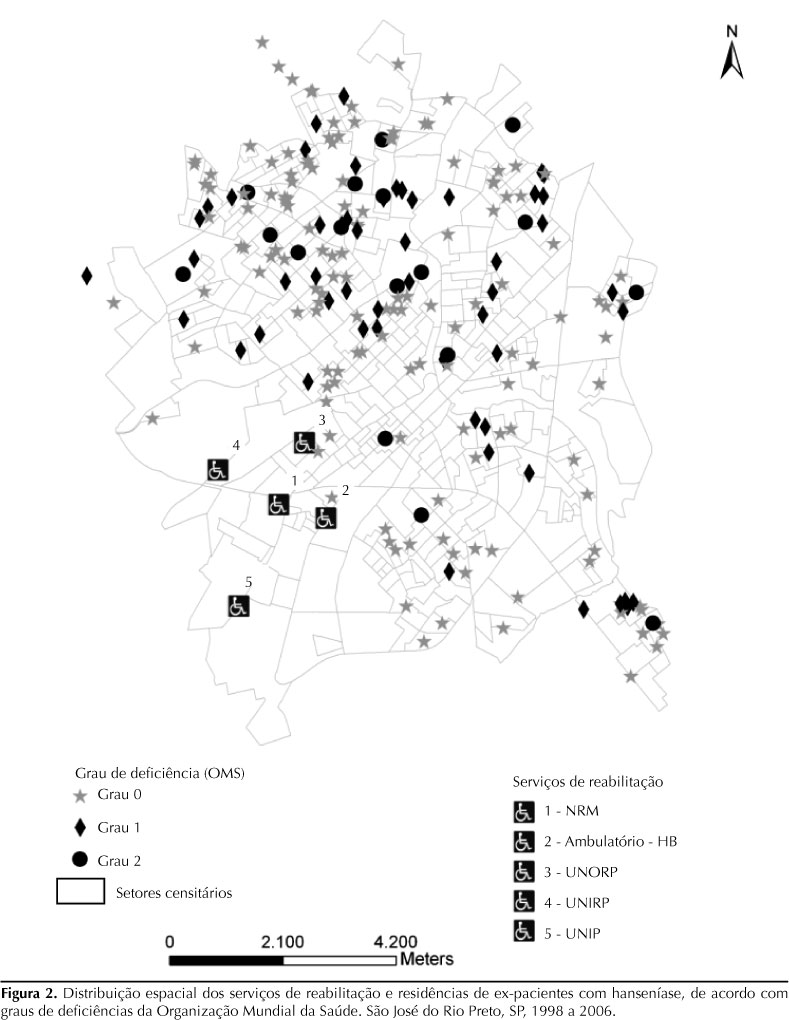 N
3
4
1
2
5
Grau de deficiência (OMS)
Grau 0
Grau 1
Grau 2
Setores censitários
Serviços de reabilitação
1 - NRM
2 - Ambulatório - HB
3 - UNORP
4 - UNIRP
5 - UNIP
0 2.100 4.200
Meters
Figura 2. Distribuição espacial dos serviços de reabilitação e residências de ex-pacientes com hanseníase, de acordo com
graus de deficiências da Organização Mundial da Saúde. São José do Rio Preto, SP, 1998 a 2006.